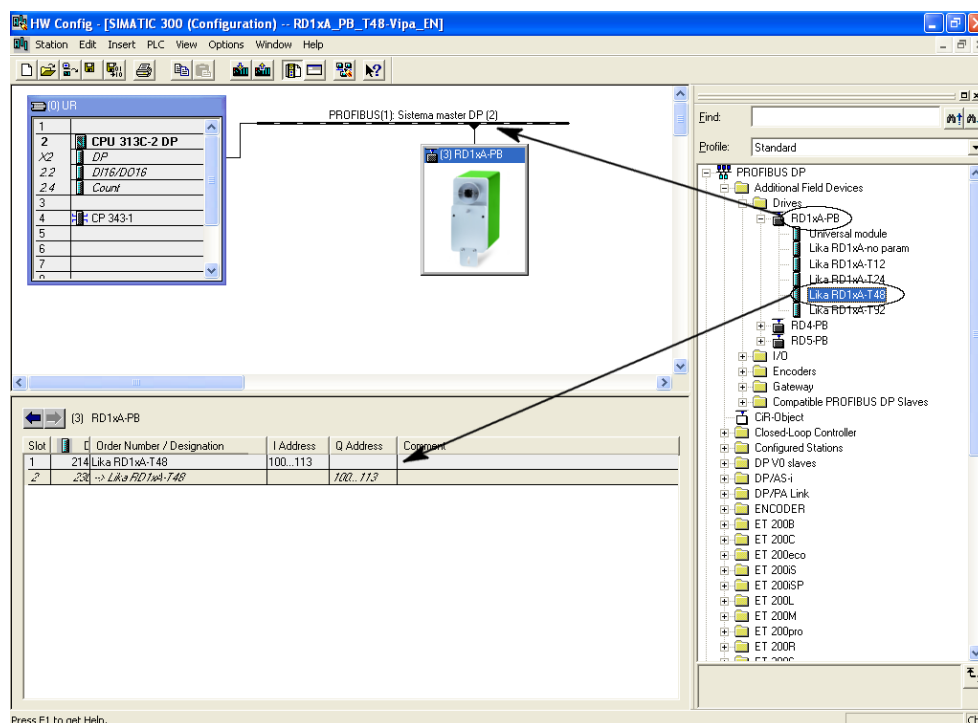 HW Config - [SIMATIC 300 (Configuration) -- RD1xA_PB_T48-Vipa_EN]
Station Edit Insert PLC View Options Window Help
(0) UR
1
2 CPU 313C-2 DP
X2 DP
2.2 DI16/DO16
2.4 Count
3
4 CP 343-1
5
6
7
PROFIBUS(1): Sistema master DP (2)
(3) RD1xA-PB
Find:
Profile: Standard
PROFIBUS DP
Additional Field Devices
Drives
RD1xA-PB
Universal module
Lika RD1xA-no param
Lika RD1xA-T12
Lika RD1xA-T24
Lika RD1xA-T48
Lika RD1xA-T92
RD4-PB
RD5-PB
I/O
Encoders
Gateway
Compatible PROFIBUS DP Slaves
CiR-Object
Closed-Loop Controller
Configured Stations
DP V0 slaves
DP/AS-i
DP/PA Link
ENCODER
ET 200B
ET 200C
ET 200eco
ET 200iS
ET 200iSP
ET 200L
ET 200M
ET 200pro
ET 200R
(3) RD1xA-PB
Slot D Order Number / Designation I Address Q Address Comment
1 214 Lika RD1xA-T48 100...113
2 --> Lika RD1xA-T48 100...113
Press F1 to get Help.